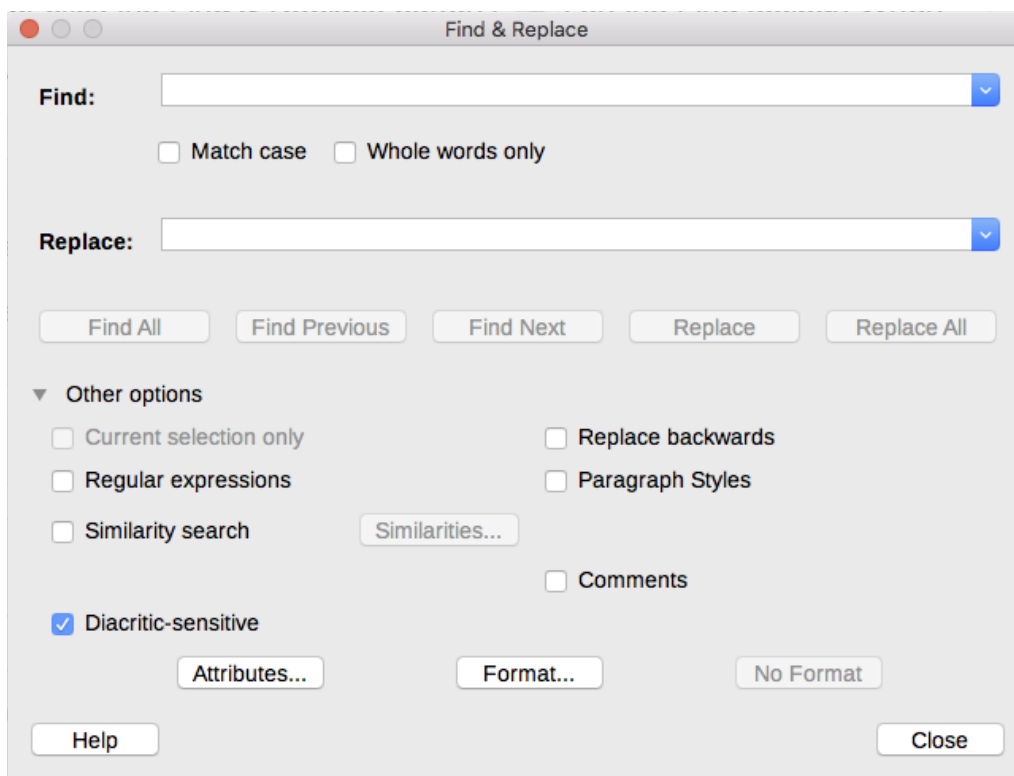 Find & Replace
Find:
Match case Whole words only
Replace:
Find All Find Previous Find Next Replace Replace All
Other options
Current selection only Replace backwards
Regular expressions Paragraph Styles
Similarity search Similarities...
Comments
Diacritic-sensitive
Attributes... Format... No Format
Help Close